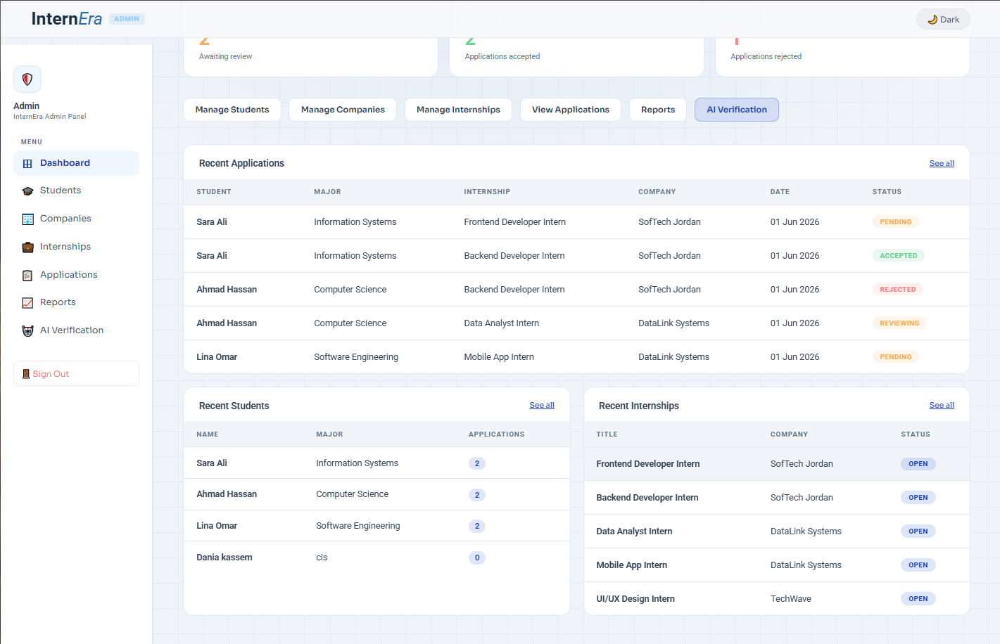 InternEra ADMIN
🌙 Dark
2
2
1
Awaiting review
Applications accepted
Applications rejected
Admin
InternEra Admin Panel
MENU
Dashboard
Students
Companies
Internships
Applications
Reports
AI Verification
Sign Out
Manage Students
Manage Companies
Manage Internships
View Applications
Reports
AI Verification
Recent Applications See all
STUDENT MAJOR INTERNSHIP COMPANY DATE STATUS
Sara Ali Information Systems Frontend Developer Intern SofTech Jordan 01 Jun 2026 PENDING
Sara Ali Information Systems Backend Developer Intern SofTech Jordan 01 Jun 2026 ACCEPTED
Ahmad Hassan Computer Science Backend Developer Intern SofTech Jordan 01 Jun 2026 REJECTED
Ahmad Hassan Computer Science Data Analyst Intern DataLink Systems 01 Jun 2026 REVIEWING
Lina Omar Software Engineering Mobile App Intern DataLink Systems 01 Jun 2026 PENDING
Recent Students See all
NAME MAJOR APPLICATIONS
Sara Ali Information Systems 2
Ahmad Hassan Computer Science 2
Lina Omar Software Engineering 2
Dania kassem cis 0
Recent Internships See all
TITLE COMPANY STATUS
Frontend Developer Intern SofTech Jordan OPEN
Backend Developer Intern SofTech Jordan OPEN
Data Analyst Intern DataLink Systems OPEN
Mobile App Intern DataLink Systems OPEN
UI/UX Design Intern TechWave OPEN